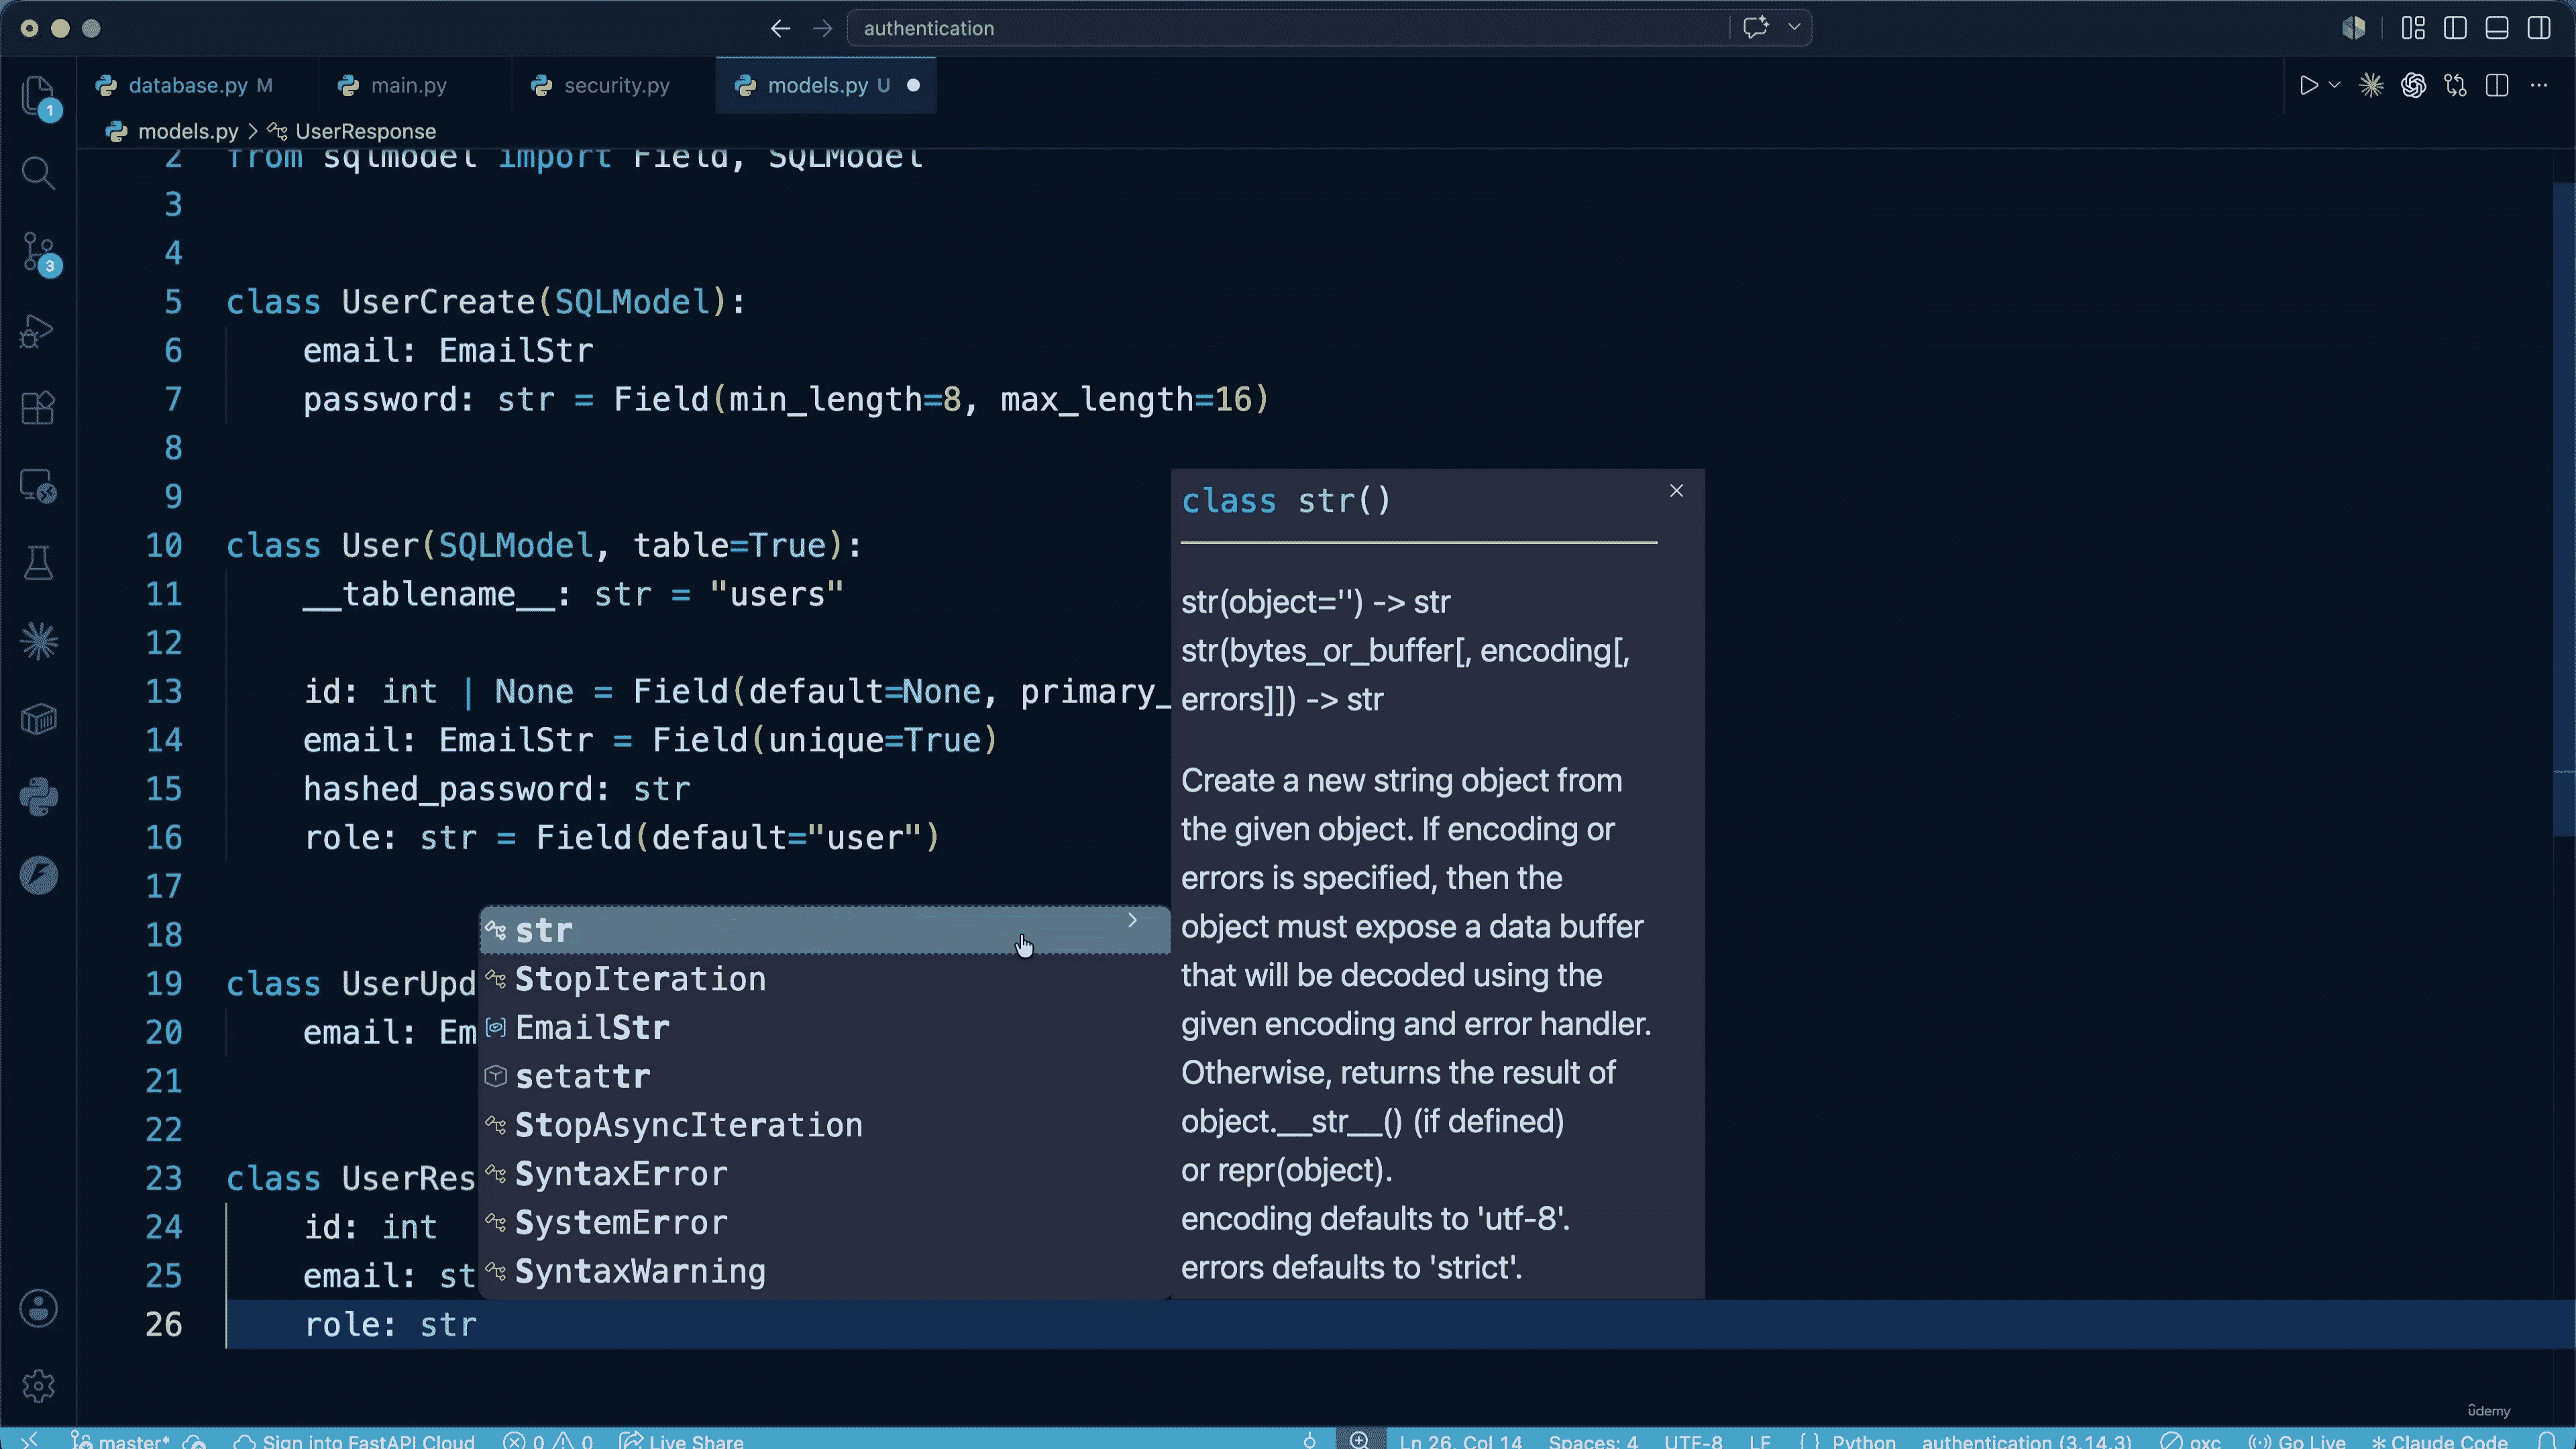 authentication
database.py M
main.py
security.py
models.py U
models.py > UserResponse
2 from sqlmodel import Field, SQLModel
3
4
5 class UserCreate(SQLModel):
6 email: EmailStr
7 password: str = Field(min_length=8, max_length=16)
8
9
10 class User(SQLModel, table=True):
11 __tablename__: str = "users"
12
13 id: int | None = Field(default=None, primary_
14 email: EmailStr = Field(unique=True)
15 hashed_password: str
16 role: str = Field(default="user")
17
18
19 class UserUpd
20 email: Em
21
22
23 class UserRes
24 id: int
25 email: st
26 role: str
str
StopIteration
EmailStr
setattr
StopAsyncIteration
SyntaxError
SystemError
SyntaxWarning
class str()
str(object='') -> str
str(bytes_or_buffer[, encoding[,
errors]]) -> str
Create a new string object from
the given object. If encoding or
errors is specified, then the
object must expose a data buffer
that will be decoded using the
given encoding and error handler.
Otherwise, returns the result of
object.__str__() (if defined)
or repr(object).
encoding defaults to 'utf-8'.
errors defaults to 'strict'.
1
3
ûdemy
master* Sign into FastAPI Cloud 0 0 Live Share Ln 26, Col 14 Spaces: 4 UTF-8 LF { } Python authentication (3.14.3) oxc Go Live Claude Code